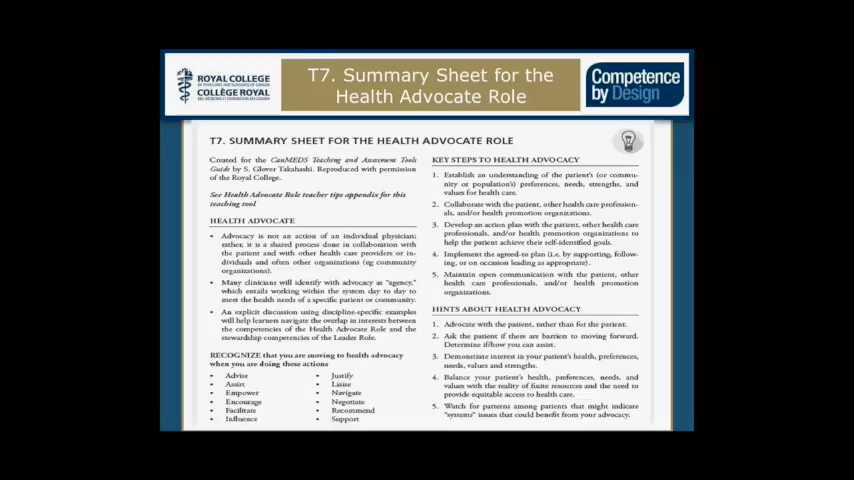 ROYAL COLLEGE
OF PHYSICIANS AND SURGEONS OF CANADA
COLLÈGE ROYAL
DES MÉDECINS ET CHIRURGIENS DU CANADA
T7. Summary Sheet for the
Health Advocate Role
Competence
by Design
T7. SUMMARY SHEET FOR THE HEALTH ADVOCATE ROLE
Created for the CanMEDS Teaching and Assessment Tools
Guide by S. Glover Takahashi. Reproduced with permission
of the Royal College.
See Health Advocate Role teacher tips appendix for this
teaching tool
HEALTH ADVOCATE
• Advocacy is not an action of an individual physician;
rather, it is a shared process done in collaboration with
the patient and with other health care providers or in-
dividuals and often other organizations (eg community
organizations).
• Many clinicians will identify with advocacy as “agency,”
which entails working within the system day to day to
meet the health needs of a specific patient or community.
• An explicit discussion using discipline-specific examples
will help learners navigate the overlap in interests between
the competencies of the Health Advocate Role and the
stewardship competencies of the Leader Role.
RECOGNIZE that you are moving to health advocacy
when you are doing these actions
• Advise
• Assist
• Empower
• Encourage
• Facilitate
• Influence
• Justify
• Liaise
• Navigate
• Negotiate
• Recommend
• Support
KEY STEPS TO HEALTH ADVOCACY
1. Establish an understanding of the patient's (or commu-
nity or population's) preferences, needs, strengths, and
values for health care.
2. Collaborate with the patient, other health care profession-
als, and/or health promotion organizations.
3. Develop an action plan with the patient, other health care
professionals, and/or health promotion organizations to
help the patient achieve their self-identified goals.
4. Implement the agreed-to plan (i.e. by supporting, follow-
ing, or on occasion leading as appropriate).
5. Maintain open communication with the patient, other
health care professionals, and/or health promotion
organizations.
HINTS ABOUT HEALTH ADVOCACY
1. Advocate with the patient, rather than for the patient.
2. Ask the patient if there are barriers to moving forward.
Determine if/how you can assist.
3. Demonstrate interest in your patient's health, preferences,
needs, values and strengths.
4. Balance your patient's health, preferences, needs, and
values with the realities of finite resources and the need to
provide equitable access to health care.
5. Watch for patterns among patients that might indicate
“systems” issues that could benefit from your advocacy.